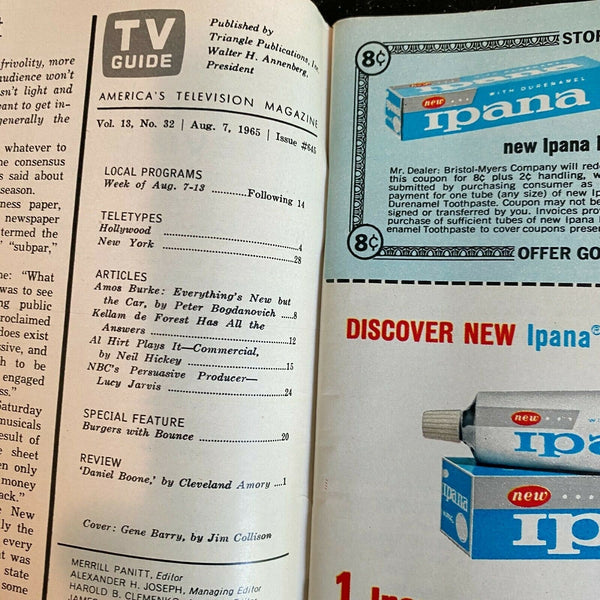 frivolity, more
audience won't
isn't light and
want to get in-
generally the
whatever to
consensus
s said about
season.
ness paper,
newspaper
termed the
"subpar,"
me: "What
was to see
ng public
proclaimed
does exist
ssive, and
h to be
engaged
ss."
Saturday
musicals
result of
e sheet
en only
money
ack."
e New
ly the
every
t was
state
some
TV
GUIDE
Published by
Triangle Publications, Inc.
Walter H. Annenberg,
President
AMERICA'S TELEVISION MAGAZINE
Vol. 13, No. 32 | Aug. 7, 1965 | Issue #645
LOCAL PROGRAMS
Week of Aug. 7-13 ..........Following 14
TELETYPES
Hollywood ..........4
New York ..........28
ARTICLES
Amos Burke: Everything's New but
the Car, by Peter Bogdanovich ....8
Kellam de Forest Has All the
Answers ..........12
Al Hirt Plays It—Commercial,
by Neil Hickey ..........15
NBC's Persuasive Producer—
Lucy Jarvis ..........24
SPECIAL FEATURE
Burgers with Bounce ..........20
REVIEW
'Daniel Boone,' by Cleveland Amory ....1
Cover: Gene Barry, by Jim Collison
MERRILL PANITT, Editor
ALEXANDER H. JOSEPH, Managing Editor
HAROLD B. CLEMENKO
8¢
STOR
new
WITH DURENAMEL
Ipana
new Ipana
Mr. Dealer: Bristol-Myers Company will red
this coupon for 8¢ plus 2¢ handling, w
submitted by purchasing consumer as
payment for one tube (any size) of new Ip
Durenamel Toothpaste. Coupon may not be
signed or transferred by you. Invoices prov
purchase of sufficient tubes of new Ipana
enamel Toothpaste to cover coupons presen
8¢
OFFER GO
DISCOVER NEW Ipana®
new
ipa
Ipana
new
ip
1